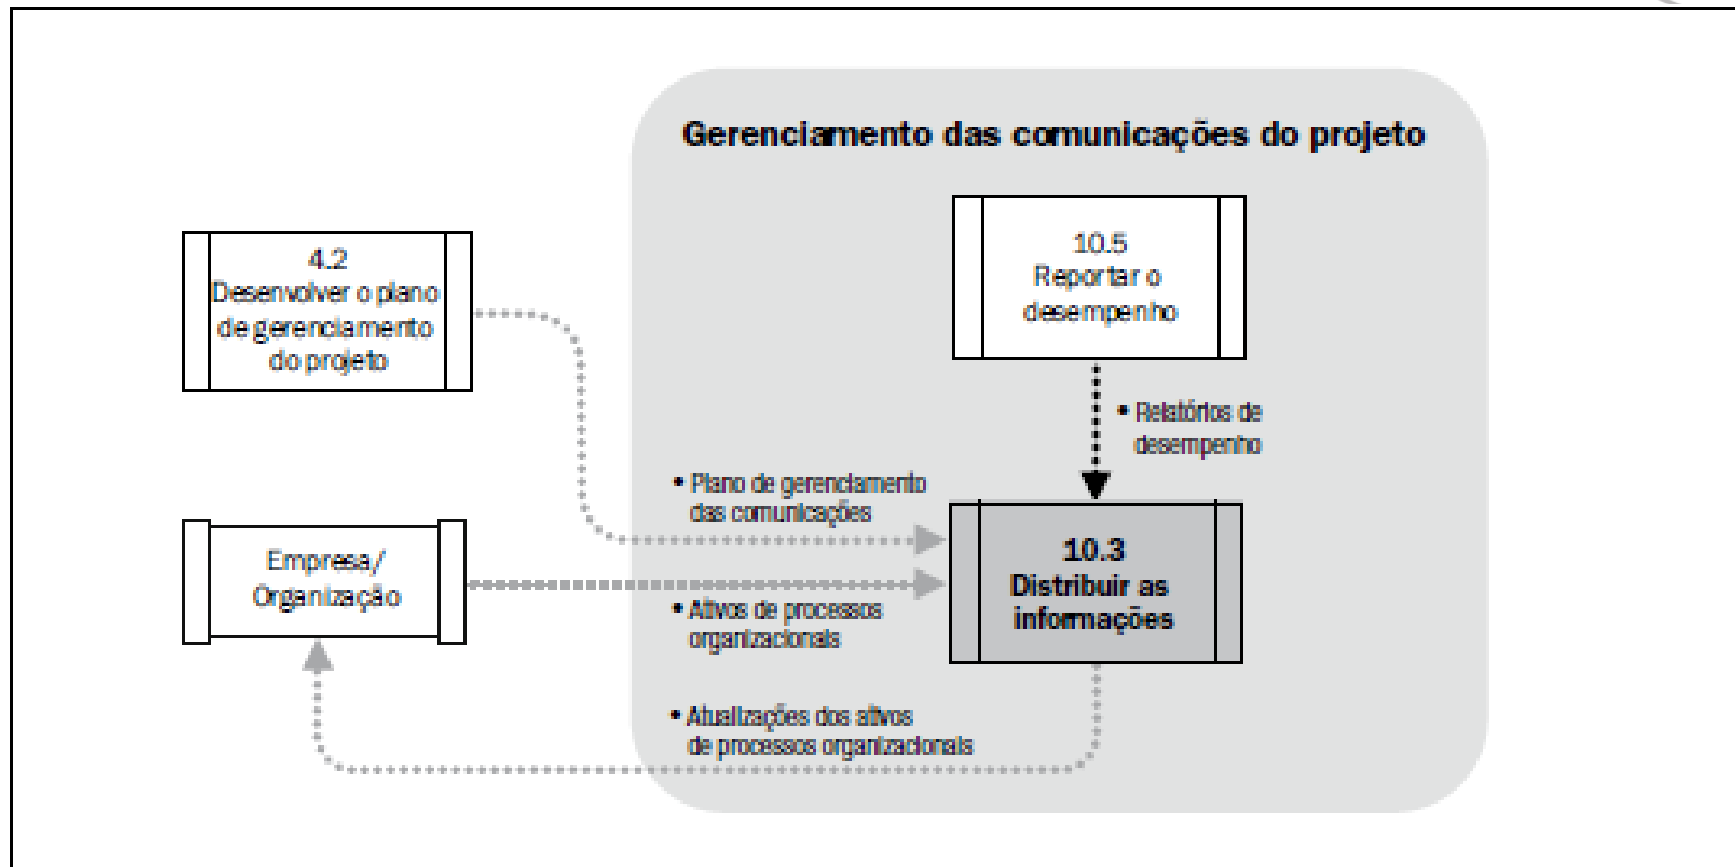 Gerenciamento das comunicações do projeto
4.2
Desenvolver o plano
de gerenciamento
do projeto
10.5
Reportar o
desempenho
• Relatórios de
desempenho
• Plano de gerenciamento
das comunicações
Empresa/
Organização
10.3
Distribuir as
informações
• Ativos de processos
organizacionais
• Atualizações dos ativos
de processos organizacionais